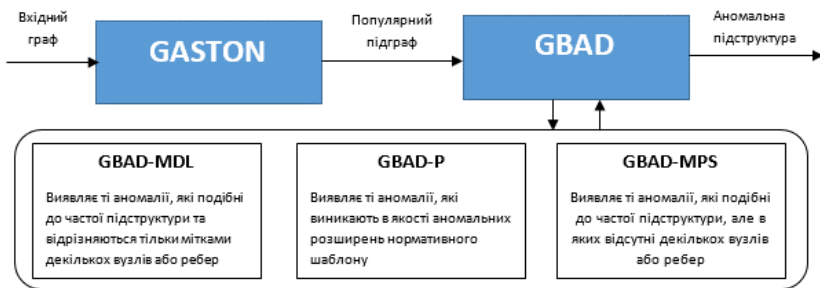 Вхідний
граф
GASTON
Популярний
підграф
GBAD
Аномальна
підструктура
GBAD-MDL
Виявляє ті аномалії, які подібні
до частої підструктури та
відрізняються тільки мітками
декількох вузлів або ребер
GBAD-P
Виявляє ті аномалії, які
виникають в якості аномальних
розширень нормативного
шаблону
GBAD-MPS
Виявляє ті аномалії, які подібні
до частої підструктури, але в
яких відсутні декількох вузлів
або ребер